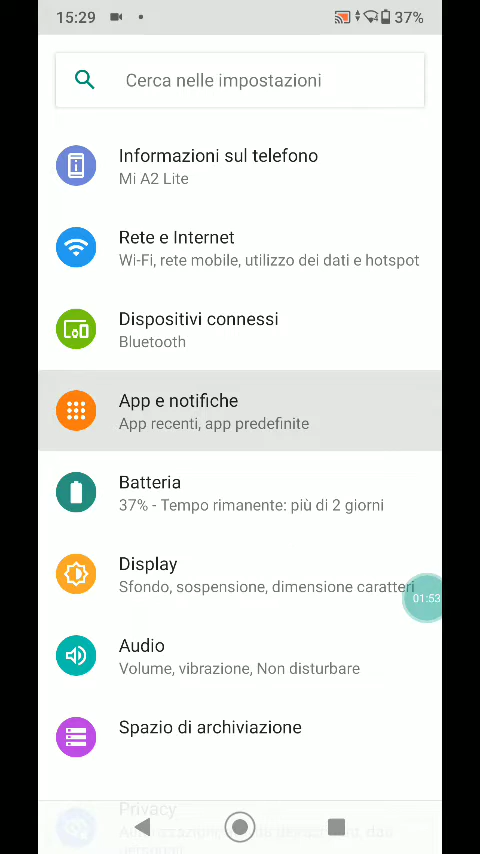 15:29
37%
Cerca nelle impostazioni
Informazioni sul telefono
Mi A2 Lite
Rete e Internet
Wi-Fi, rete mobile, utilizzo dei dati e hotspot
Dispositivi connessi
Bluetooth
App e notifiche
App recenti, app predefinite
Batteria
37% - Tempo rimanente: più di 2 giorni
Display
Sfondo, sospensione, dimensione caratteri
01:53
Audio
Volume, vibrazione, Non disturbare
Spazio di archiviazione
Privacy